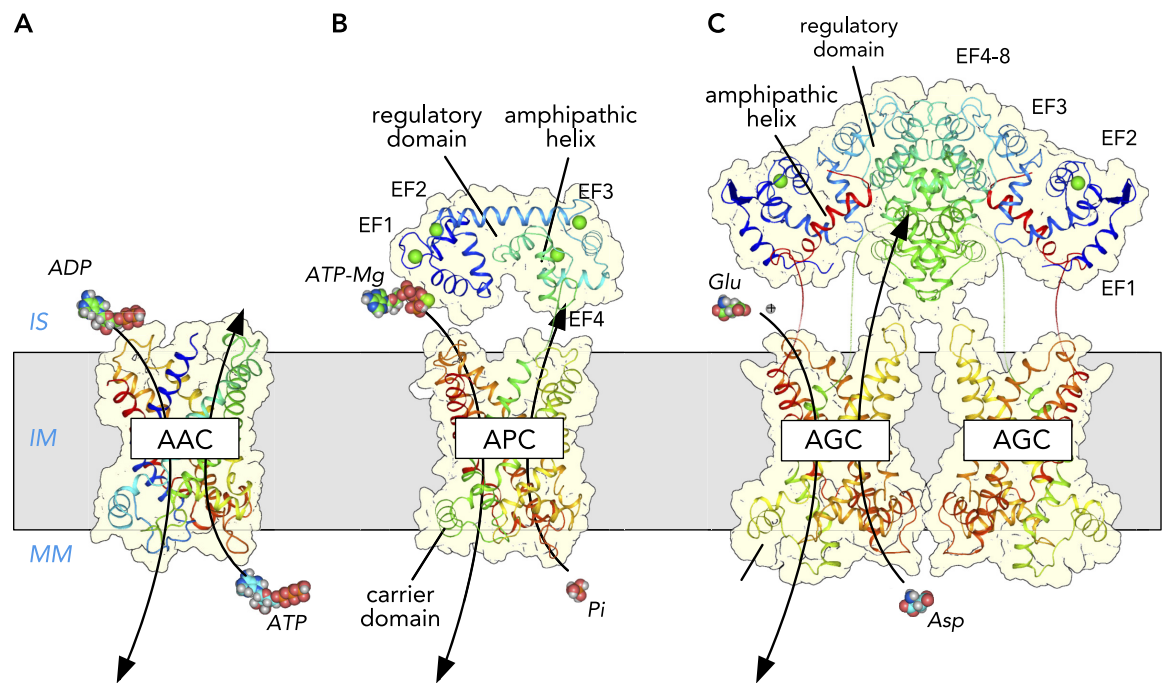 A
B
C
regulatory
domain
EF4-8
amphipathic
helix
EF3
EF2
EF1
regulatory
domain
amphipathic
helix
EF2
EF3
EF1
ATP-Mg
EF4
ADP
Glu
+
IS
IM
MM
AAC
APC
AGC
AGC
carrier
domain
ATP
Pi
Asp